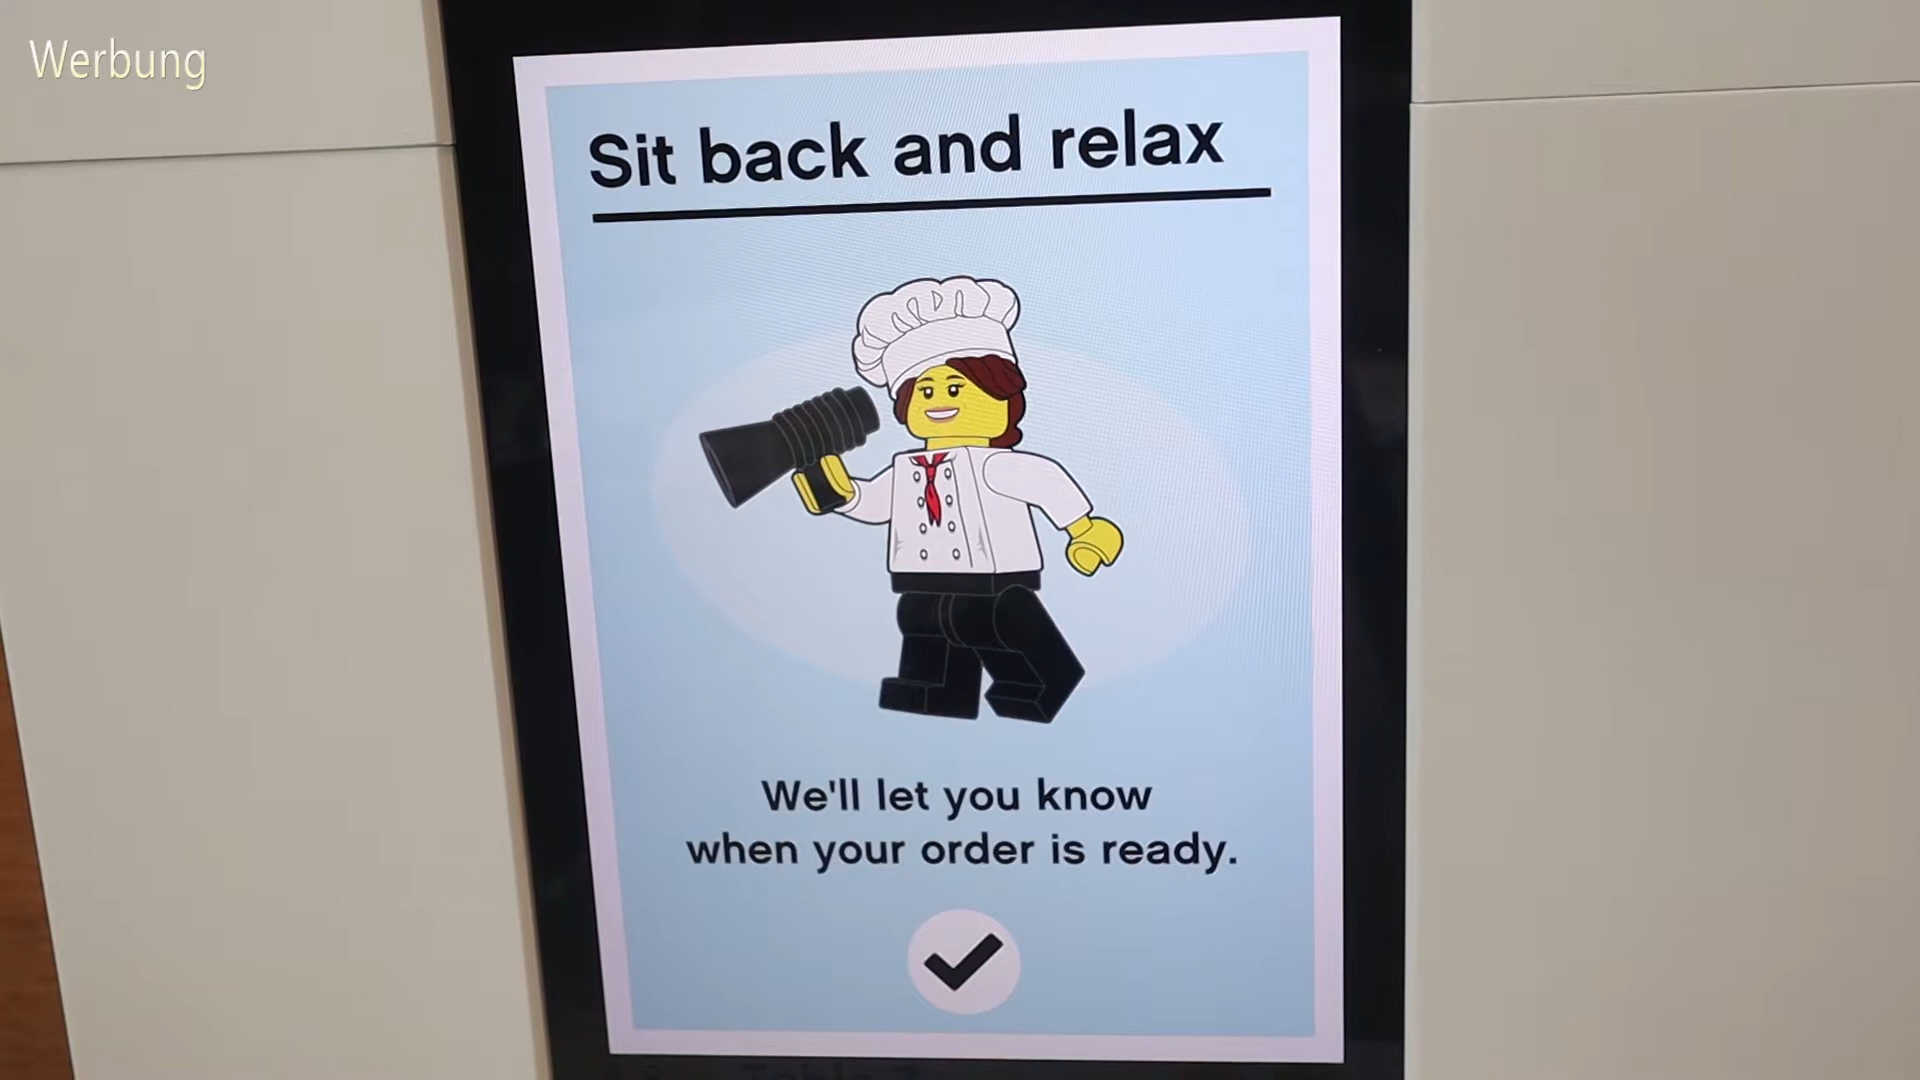 Werbung
Sit back and relax
We'll let you know
when your order is ready.